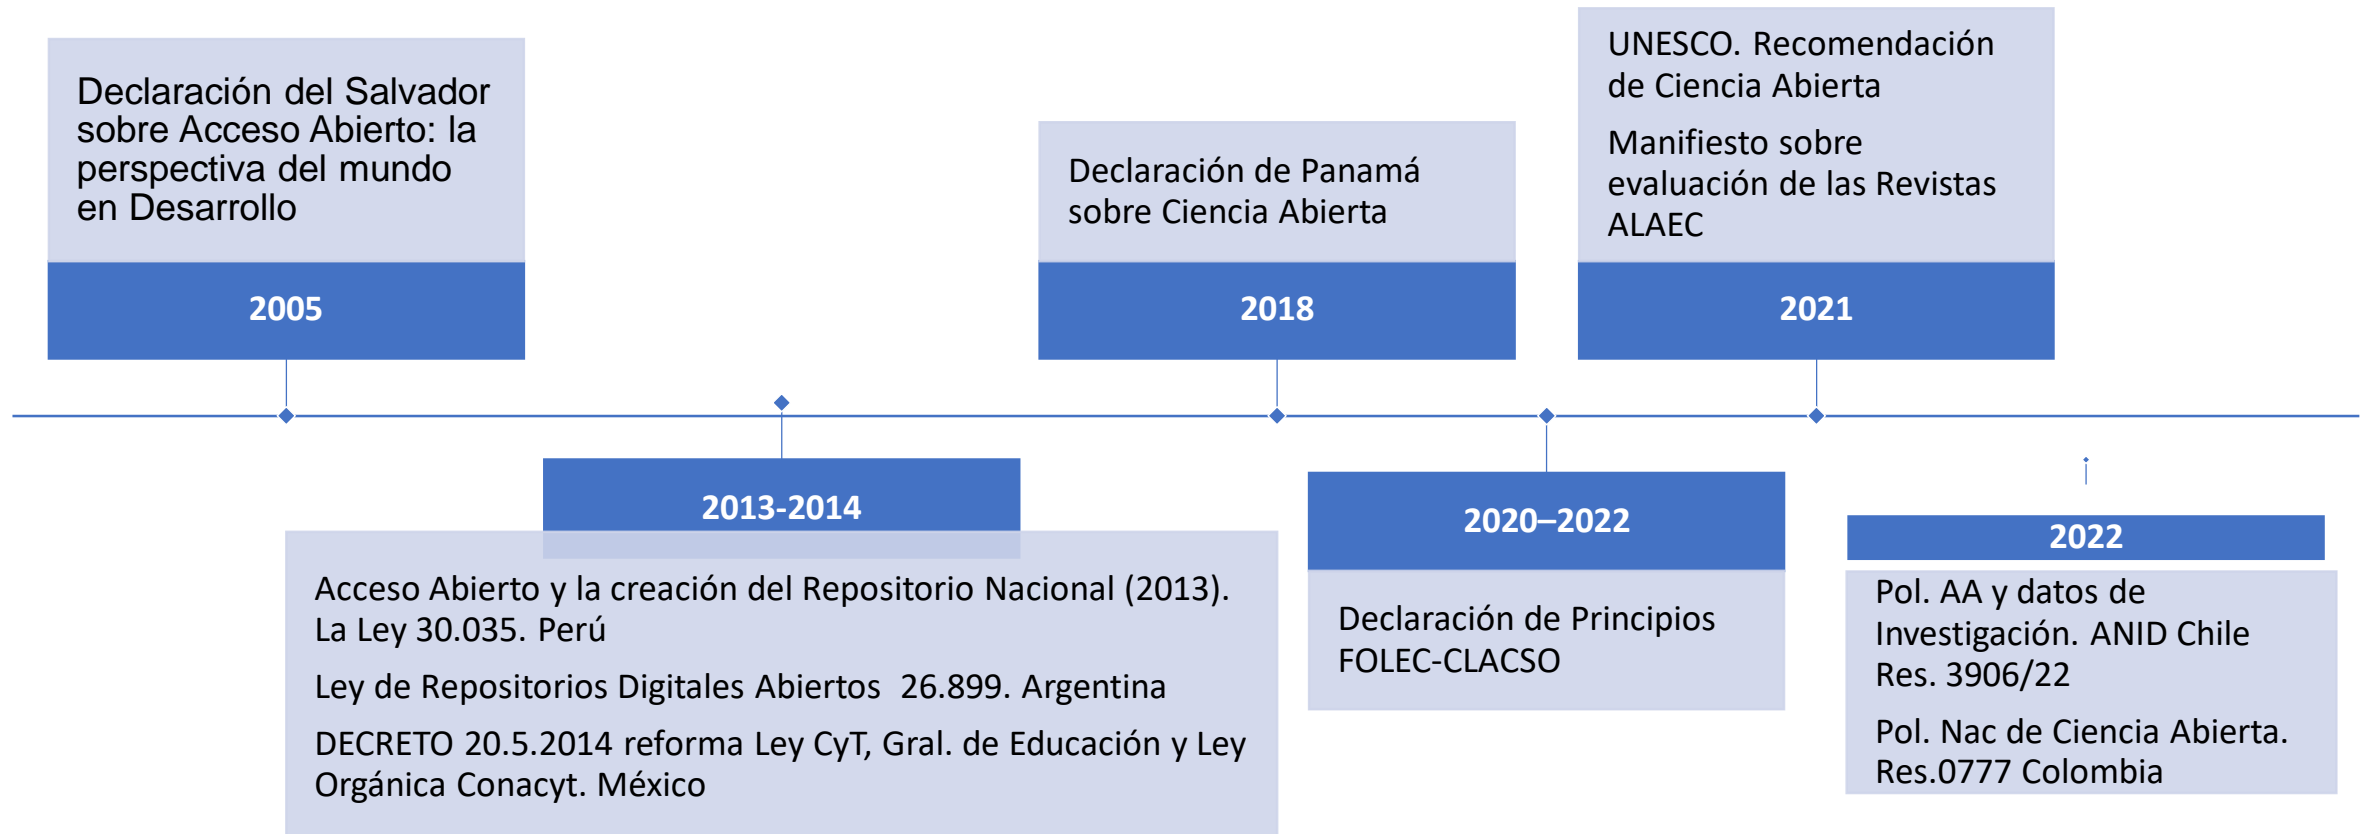 Declaración del Salvador
sobre Acceso Abierto: la
perspectiva del mundo
en Desarrollo
2005
2013-2014
Acceso Abierto y la creación del Repositorio Nacional (2013).
La Ley 30.035. Perú
Ley de Repositorios Digitales Abiertos  26.899. Argentina
DECRETO 20.5.2014 reforma Ley CyT, Gral. de Educación y Ley
Orgánica Conacyt. México
Declaración de Panamá
sobre Ciencia Abierta
2018
2020–2022
Declaración de Principios
FOLEC-CLACSO
UNESCO. Recomendación
de Ciencia Abierta
Manifiesto sobre
evaluación de las Revistas
ALAEC
2021
2022
Pol. AA y datos de
Investigación. ANID Chile
Res. 3906/22
Pol. Nac de Ciencia Abierta.
Res.0777 Colombia